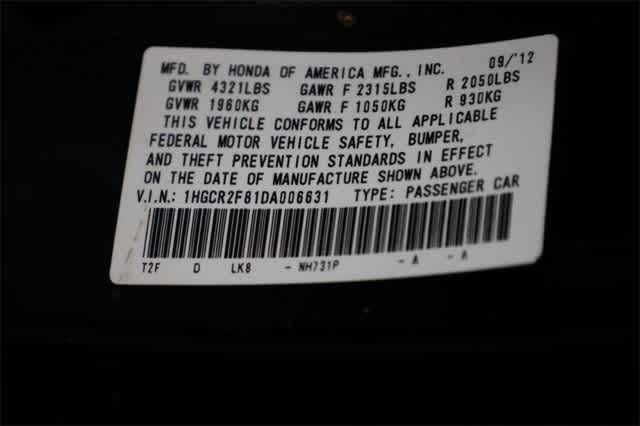 MFD. BY HONDA OF AMERICA MFG., INC. 09/'12
GVWR 4321LBS GAWR F 2315LBS R 2050LBS
GVWR 1960KG GAWR F 1050KG R 930KG
THIS VEHICLE CONFORMS TO ALL APPLICABLE
FEDERAL MOTOR VEHICLE SAFETY, BUMPER,
AND THEFT PREVENTION STANDARDS IN EFFECT
ON THE DATE OF MANUFACTURE SHOWN ABOVE.
V.I.N.: 1HGCR2F81DA006631 TYPE: PASSENGER CAR
T2F D LK8 - NH731P - A - A